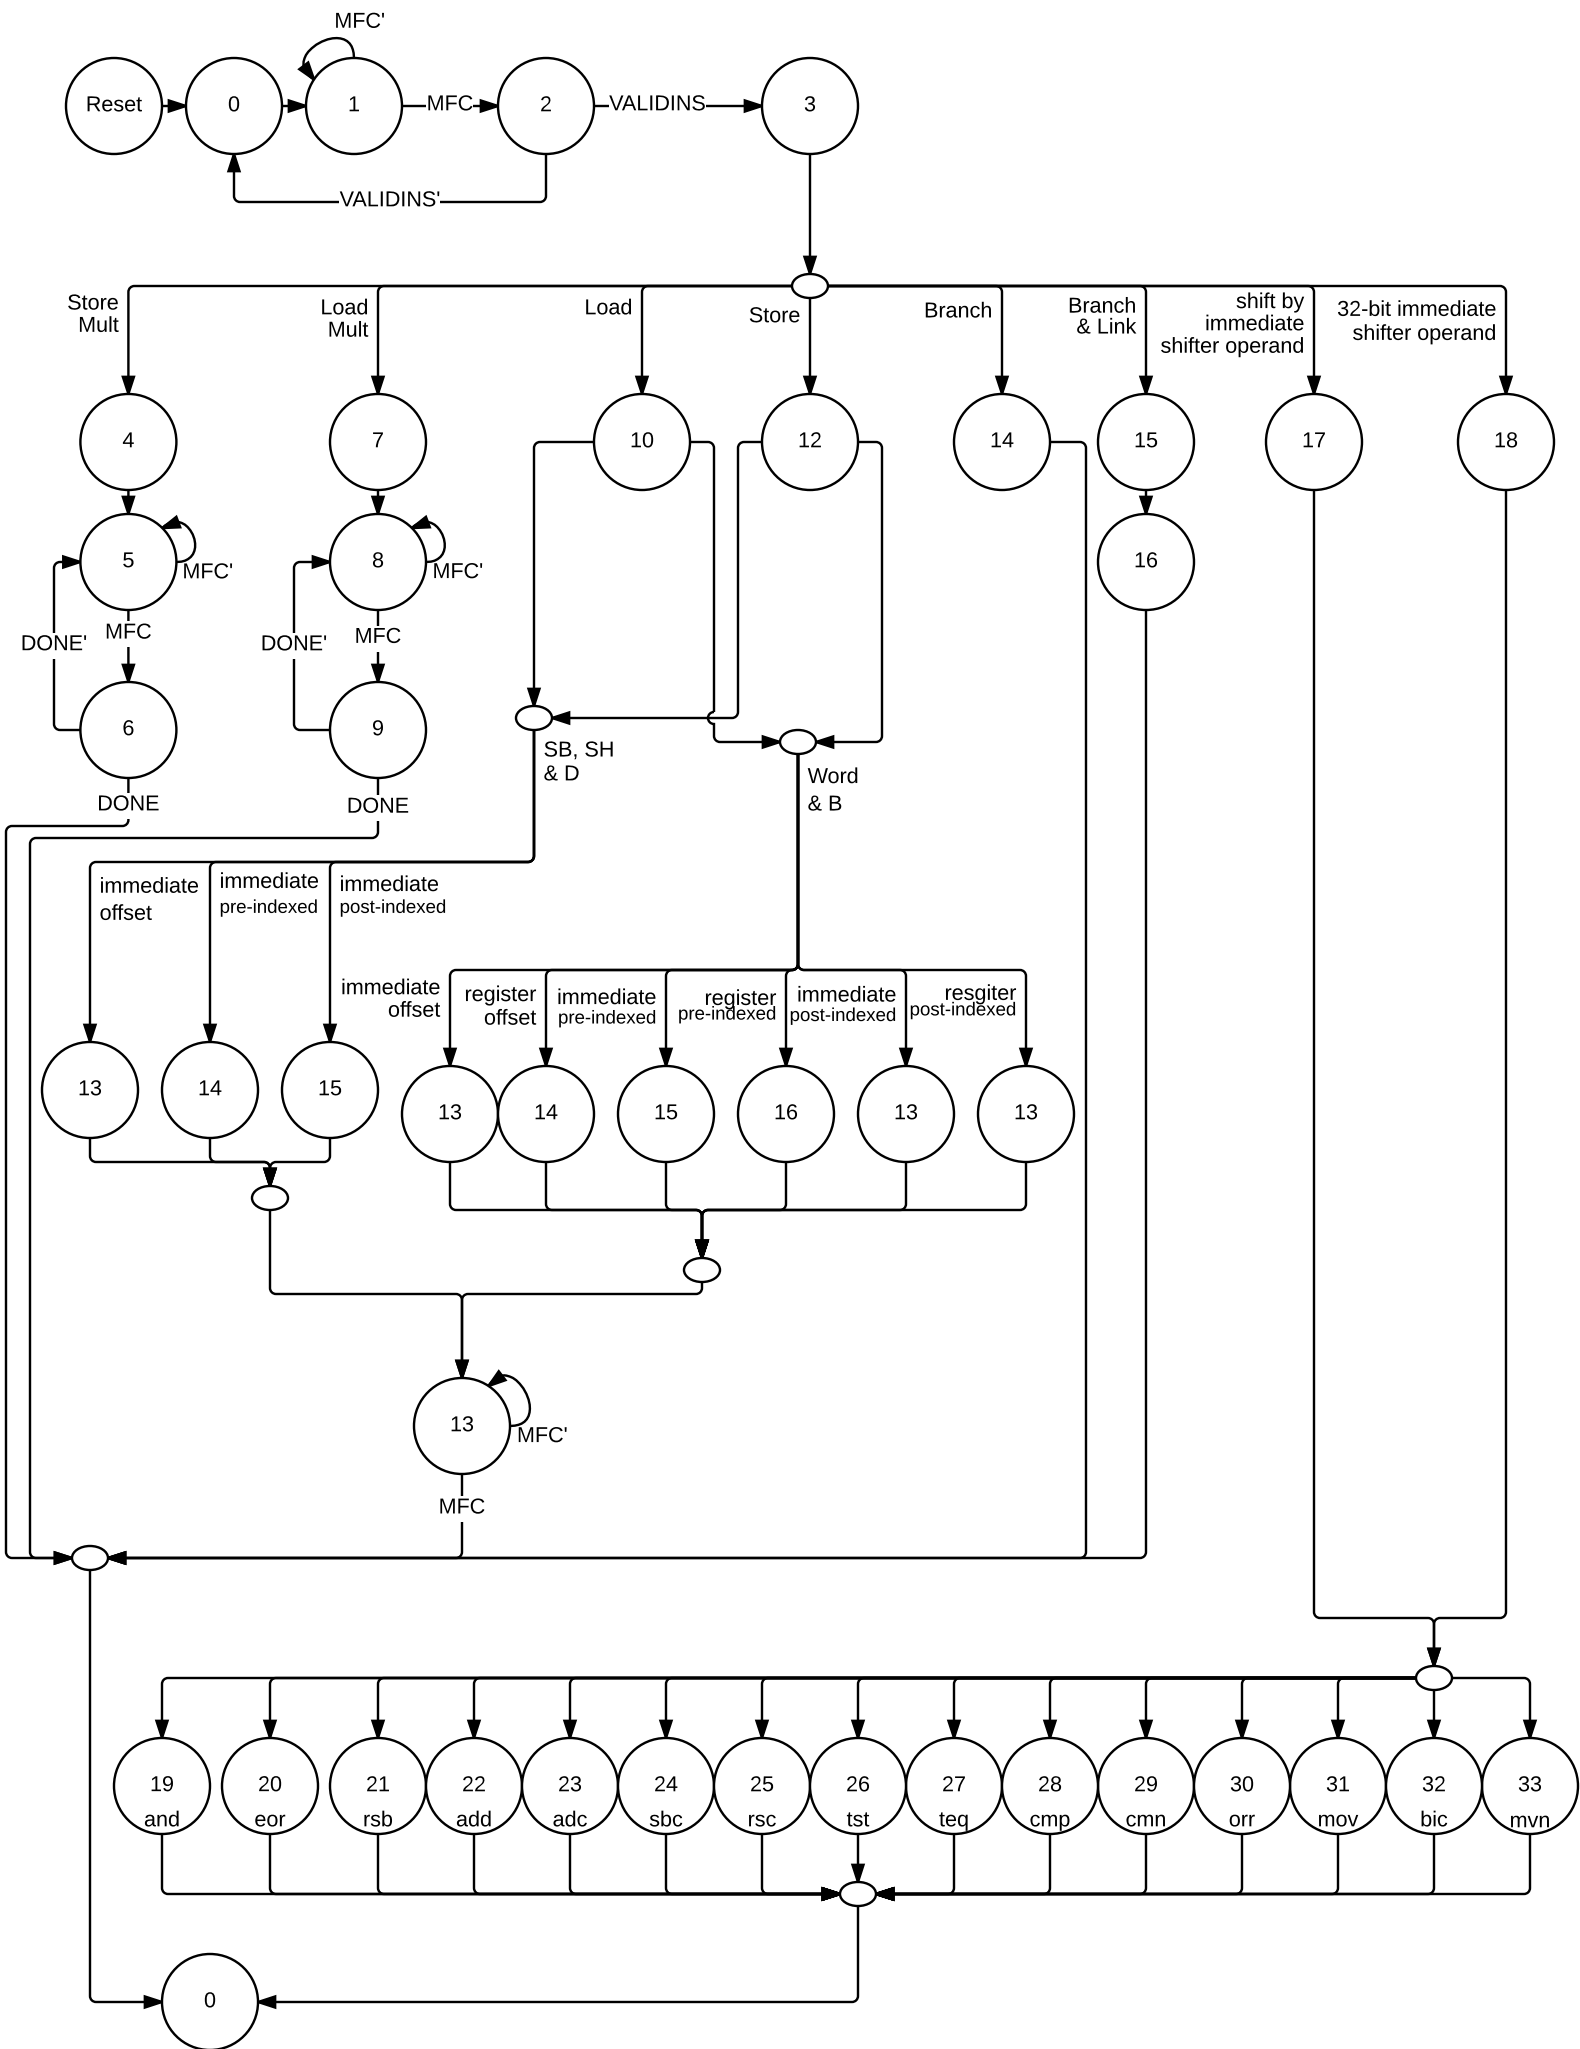 MFC'
Reset
0
1
MFC
2
VALIDINS
3
VALIDINS'
Store
Mult
Load
Mult
Load
Store
Branch
Branch
& Link
shift by
immediate
shifter operand
32-bit immediate
shifter operand
4
7
10
12
14
15
17
18
5
MFC'
8
MFC'
16
DONE'
MFC
DONE'
MFC
6
9
SB, SH
& D
Word
& B
DONE
DONE
immediate
offset
immediate
pre-indexed
immediate
post-indexed
immediate
offset
register
offset
immediate
pre-indexed
register
pre-indexed
immediate
post-indexed
resgiter
post-indexed
13
14
15
13
14
15
16
13
13
13
MFC'
MFC
19
and
20
eor
21
rsb
22
add
23
adc
24
sbc
25
rsc
26
tst
27
teq
28
cmp
29
cmn
30
orr
31
mov
32
bic
33
mvn
0